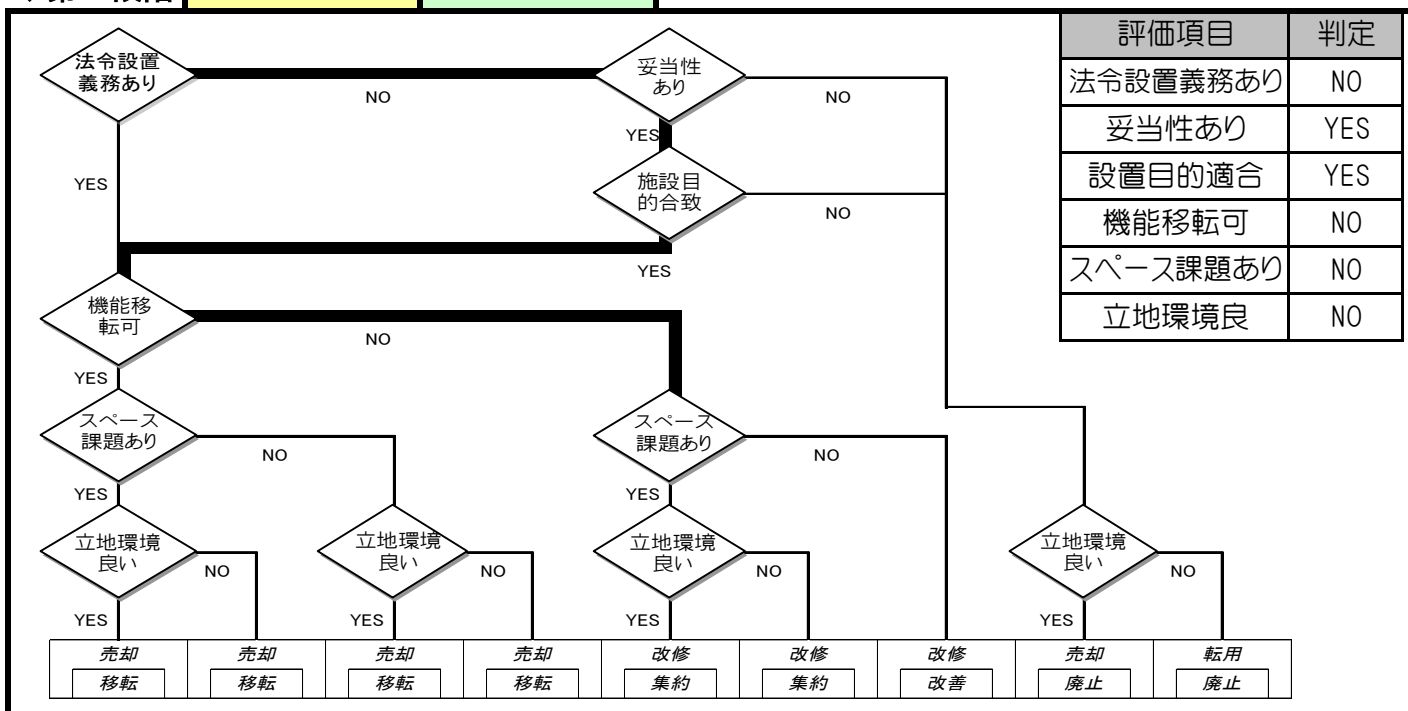 法令設置
義務あり
NO
妥当性
あり
NO
YES
YES
施設目
的合致
NO
YES
機能移
転可
NO
YES
スペース
課題あり
NO
YES
スペース
課題あり
NO
YES
立地環境
良い
NO
YES
立地環境
良い
NO
YES
立地環境
良い
NO
YES
立地環境
良い
NO
YES
売却
移転
売却
移転
売却
移転
売却
移転
改修
集約
改修
集約
改修
改善
売却
廃止
転用
廃止
評価項目 判定
法令設置義務あり NO
妥当性あり YES
設置目的適合 YES
機能移転可 NO
スペース課題あり NO
立地環境良 NO